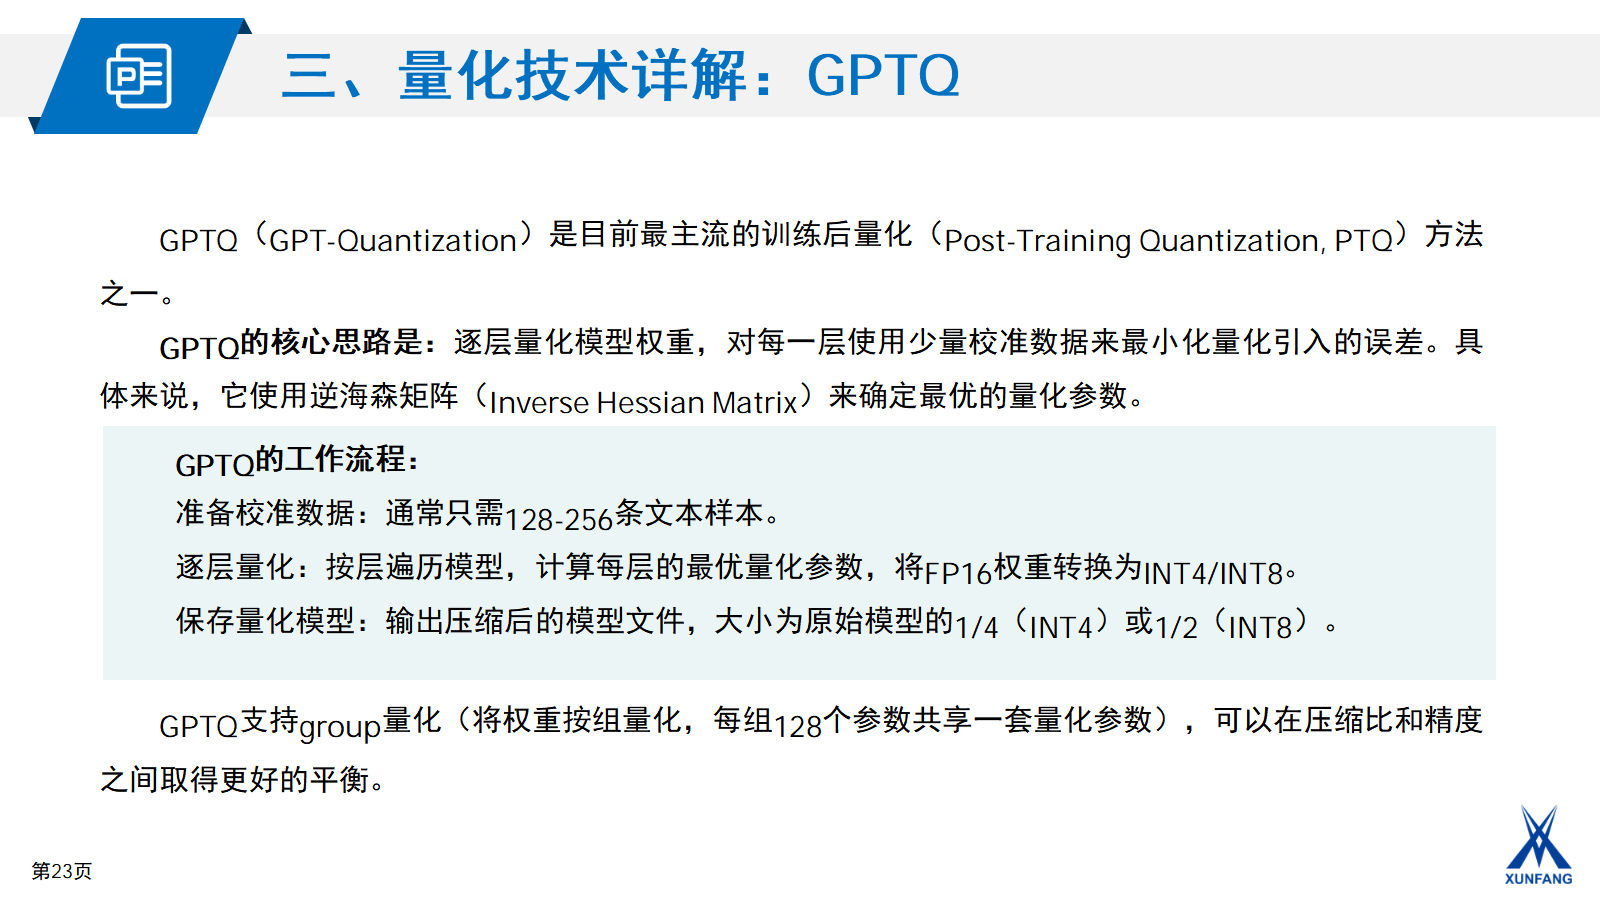 三、量化技术详解：GPTQ
GPTQ（GPT-Quantization）是目前最主流的训练后量化（Post-Training Quantization, PTQ）方法
之一。
GPTQ的核心思路是：逐层量化模型权重，对每一层使用少量校准数据来最小化量化引入的误差。具
体来说，它使用逆海森矩阵（Inverse Hessian Matrix）来确定最优的量化参数。
GPTQ的工作流程：
准备校准数据：通常只需128-256条文本样本。
逐层量化：按层遍历模型，计算每层的最优量化参数，将FP16权重转换为INT4/INT8。
保存量化模型：输出压缩后的模型文件，大小为原始模型的1/4（INT4）或1/2（INT8）。
GPTQ支持group量化（将权重按组量化，每组128个参数共享一套量化参数），可以在压缩比和精度
之间取得更好的平衡。
第23页
XUNFANG